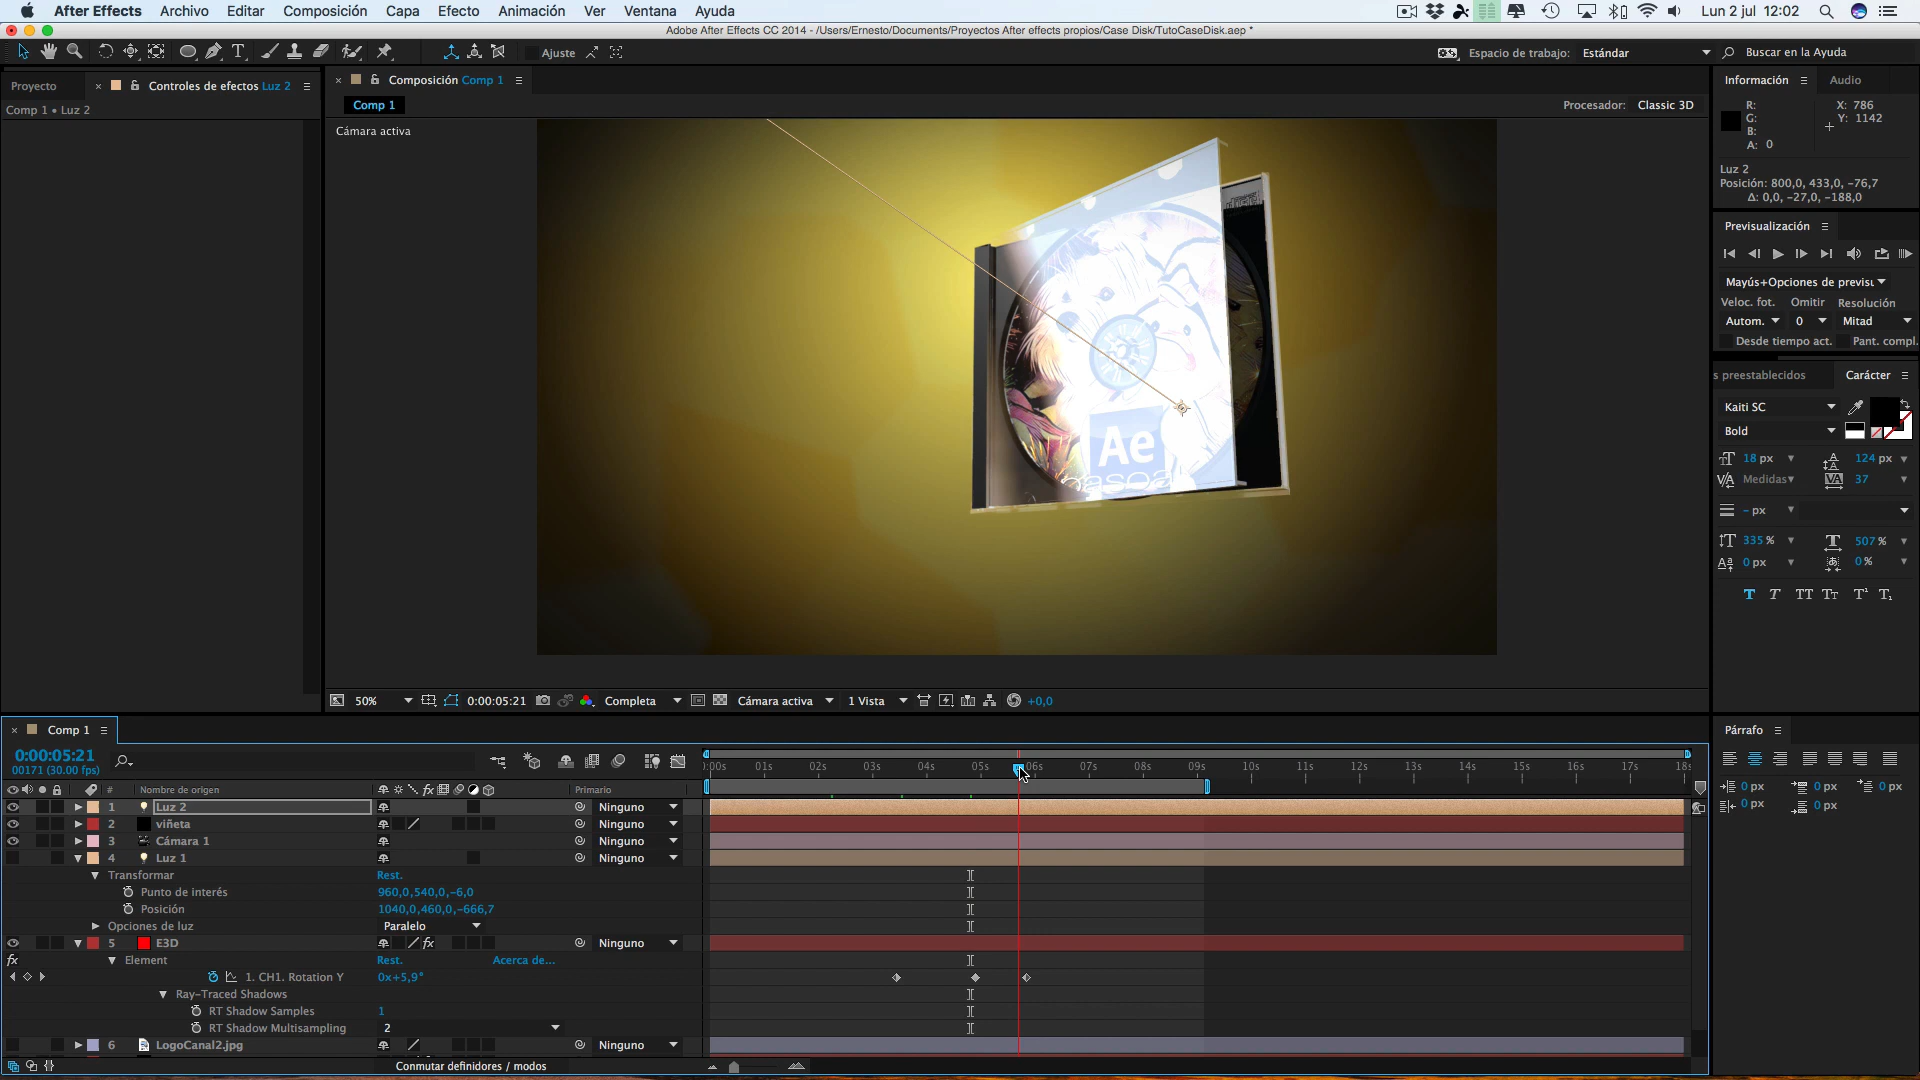 After Effects Archivo Editar Composición Capa Efecto Animación Ver Ventana Ayuda Lun 2 jul 12:02
Adobe After Effects CC 2014 - /Users/Ernesto/Documents/Proyectos After effects propios/Case Disk/TutoCaseDisk.aep *
Ajuste Espacio de trabajo: Estándar Buscar en la Ayuda
Proyecto Controles de efectos Luz 2
Comp 1 • Luz 2
Composición Comp 1
Comp 1
Procesador: Classic 3D
Cámara activa
Ae
50% 0:00:05:21 Completa Cámara activa 1 Vista +0,0
Información Audio
R: X: 786
G: Y: 1142
B:
A: 0
Luz 2
Posición: 800,0, 433,0, -76,7
Δ: 0,0, -27,0, -188,0
Previsualización
Mayús+Opciones de previsu
Veloc. fot. Omitir Resolución
Autom. 0 Mitad
Desde tiempo act. Pant. compl.
s preestablecidos Carácter
Kaiti SC
Bold
18 px 124 px
Medidas 37
- px
335 % 507 %
0 px 0 %
T T TT Tт T¹ T₁
Párrafo
0 px 0 px 0 px
0 px 0 px
Comp 1
0:00:05:21
00171 (30.00 fps)
# Nombre de origen Primario
):00s 01s 02s 03s 04s 05s 06s 07s 08s 09s 10s 11s 12s 13s 14s 15s 16s 17s 18s
1 Luz 2 Ninguno
2 viñeta Ninguno
3 Cámara 1 Ninguno
4 Luz 1 Ninguno
Transformar Rest.
Punto de interés 960,0,540,0,-6,0
Posición 1040,0,460,0,-666,7
Opciones de luz Paralelo
5 E3D Ninguno
fx Element Rest. Acerca de...
1. CH1. Rotation Y 0x+5,9°
Ray-Traced Shadows
RT Shadow Samples 1
RT Shadow Multisampling 2
6 LogoCanal2.jpg Ninguno
Conmutar definidores / modos